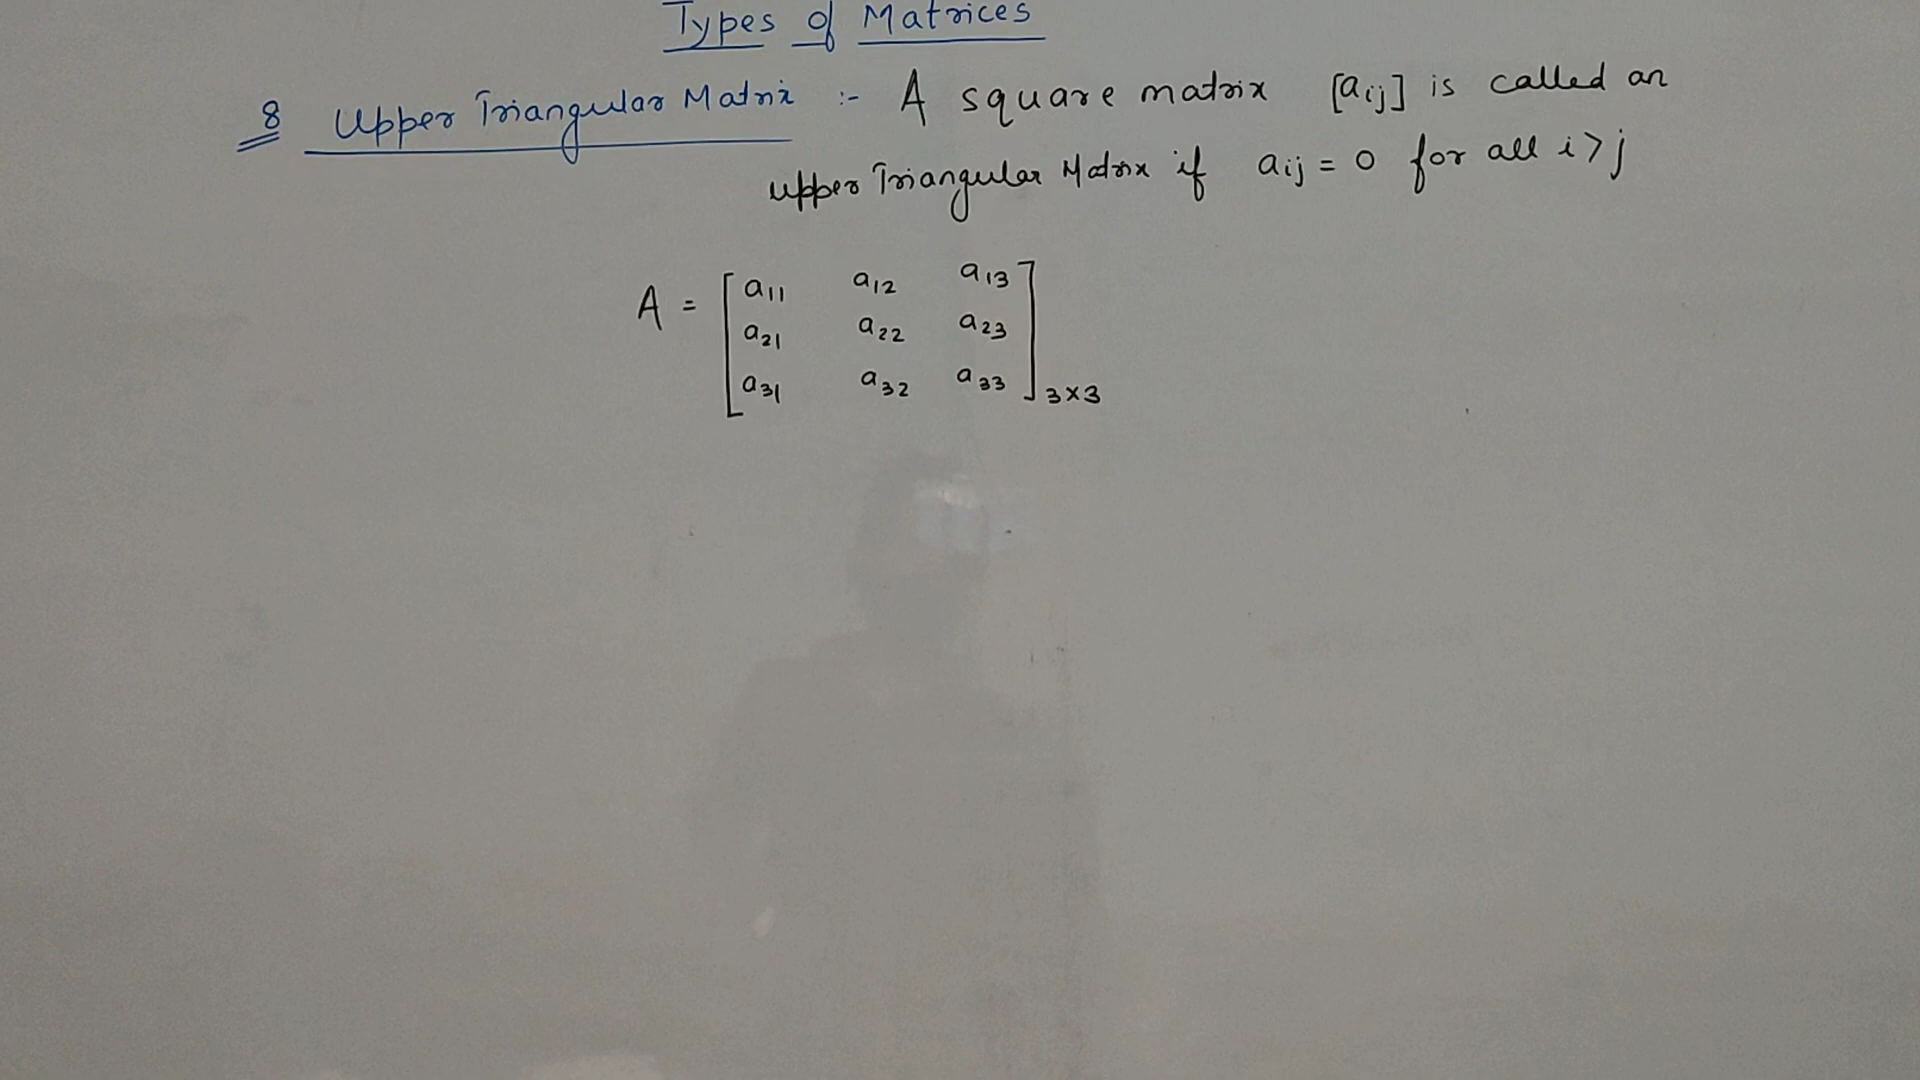 Types of Matrices
8 Upper Triangular Matrix :- A square matrix [aij] is called an
upper Triangular Matrix if aij = 0 for all i>j
A = [ a11 a12 a13
a21 a22 a23
a31 a32 a33 ] 3×3